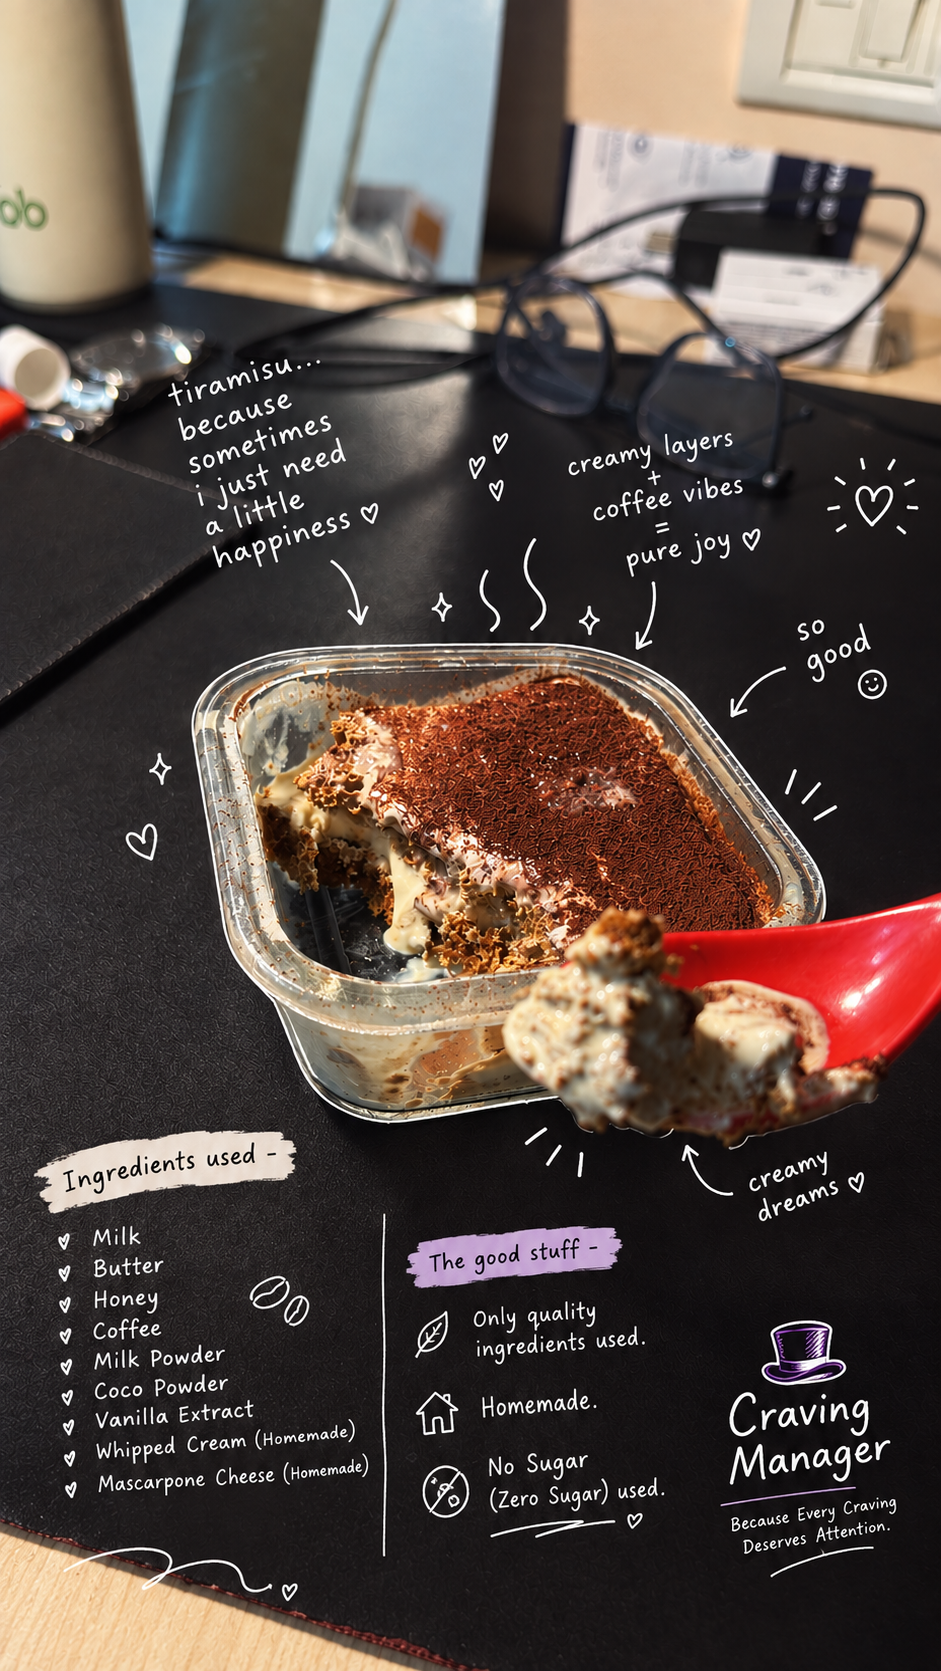 tiramisu...
because
sometimes
i just need
a little
happiness
creamy layers
+
coffee vibes
=
pure joy
so
good
creamy
dreams
Ingredients used -
Milk
Butter
Honey
Coffee
Milk Powder
Coco Powder
Vanilla Extract
Whipped Cream (Homemade)
Mascarpone Cheese (Homemade)
The good stuff -
Only quality
ingredients used.
Homemade.
No Sugar
(Zero Sugar) used.
Craving
Manager
Because Every Craving
Deserves Attention.